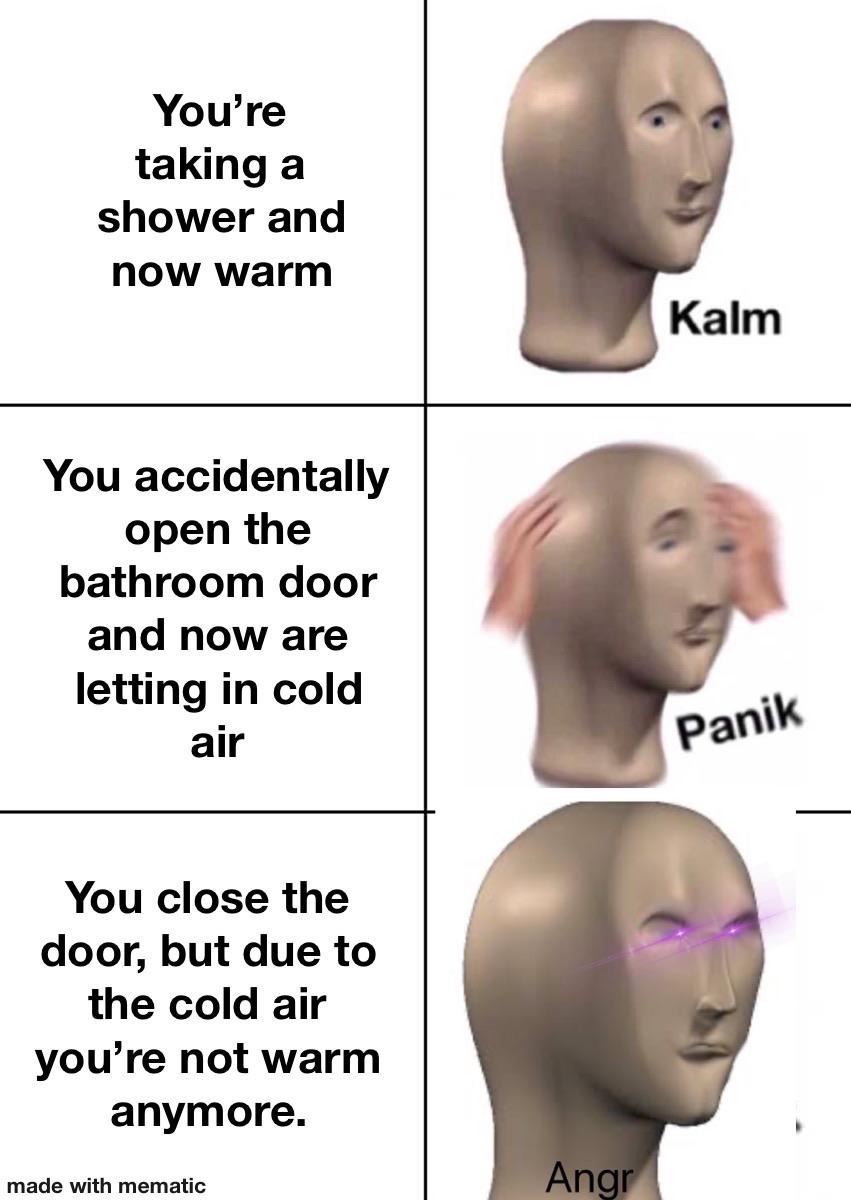 You’re
taking a
shower and
now warm
Kalm
You accidentally
open the
bathroom door
and now are
letting in cold
air
Panik
You close the
door, but due to
the cold air
you’re not warm
anymore.
Angr
made with mematic